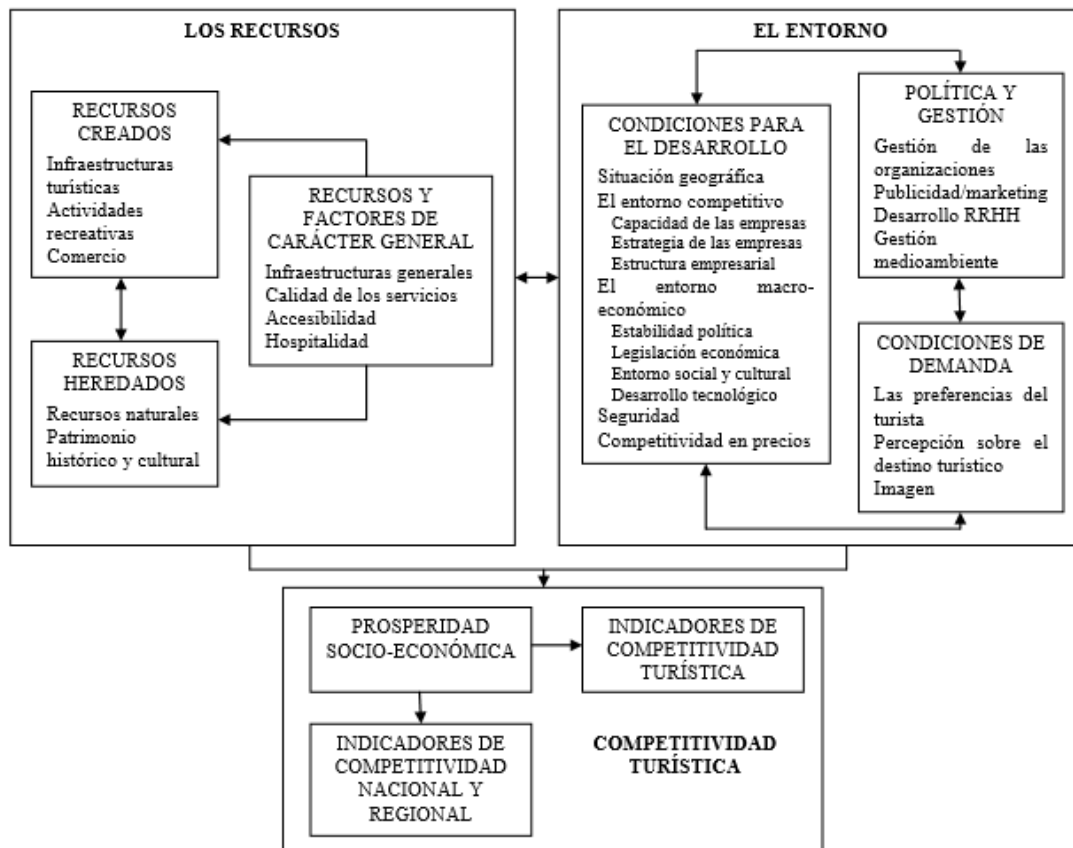 LOS RECURSOS
RECURSOS
CREADOS
Infraestructuras
turísticas
Actividades
recreativas
Comercio
RECURSOS Y
FACTORES DE
CARÁCTER GENERAL
Infraestructuras generales
Calidad de los servicios
Accesibilidad
Hospitalidad
RECURSOS
HEREDADOS
Recursos naturales
Patrimonio
histórico y cultural
EL ENTORNO
CONDICIONES PARA
EL DESARROLLO
Situación geográfica
El entorno competitivo
Capacidad de las empresas
Estrategia de las empresas
Estructura empresarial
El entorno macro-
económico
Estabilidad política
Legislación económica
Entorno social y cultural
Desarrollo tecnológico
Seguridad
Competitividad en precios
POLÍTICA Y
GESTIÓN
Gestión de las
organizaciones
Publicidad/marketing
Desarrollo RRHH
Gestión
medioambiente
CONDICIONES DE
DEMANDA
Las preferencias del
turista
Percepción sobre el
destino turístico
Imagen
PROSPERIDAD
SOCIO-ECONÓMICA
INDICADORES DE
COMPETITIVIDAD
TURÍSTICA
INDICADORES DE
COMPETITIVIDAD
NACIONAL Y
REGIONAL
COMPETITIVIDAD
TURÍSTICA